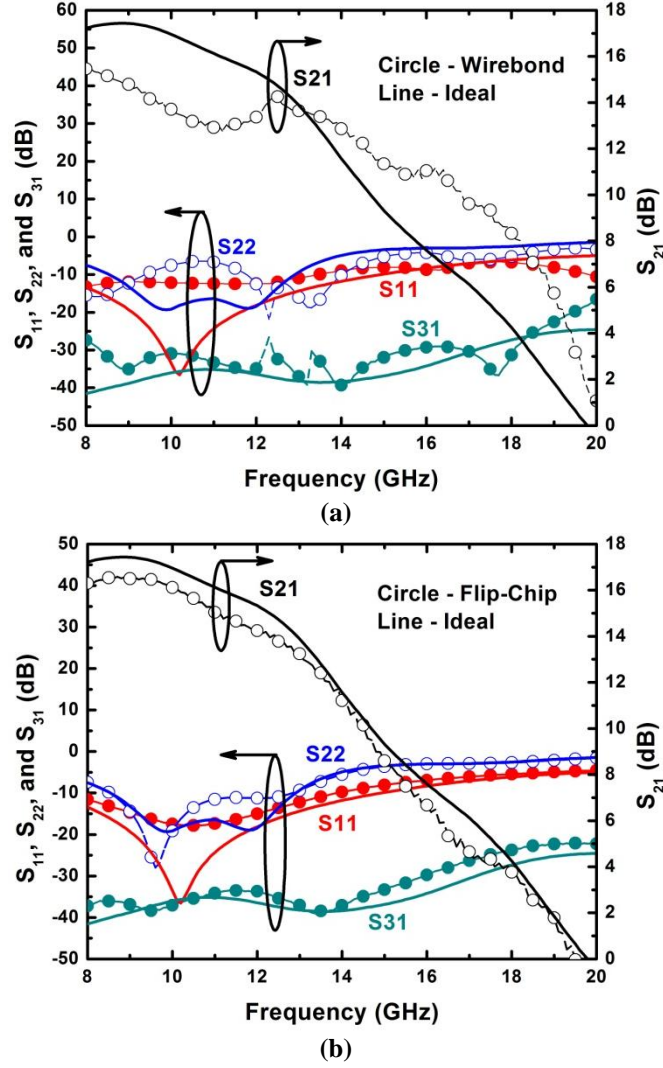 60
50
40
30
20
10
0
-10
-20
-30
-40
-50
S11, S22, and S31 (dB)
18
16
14
12
10
8
6
4
2
0
S21 (dB)
S21
Circle - Wirebond
Line - Ideal
S22
S11
S31
8 10 12 14 16 18 20
Frequency (GHz)
(a)
50
40
30
20
10
0
-10
-20
-30
-40
-50
S11, S22, and S31 (dB)
18
16
14
12
10
8
6
4
2
0
S21 (dB)
S21
Circle - Flip-Chip
Line - Ideal
S22
S11
S31
8 10 12 14 16 18 20
Frequency (GHz)
(b)